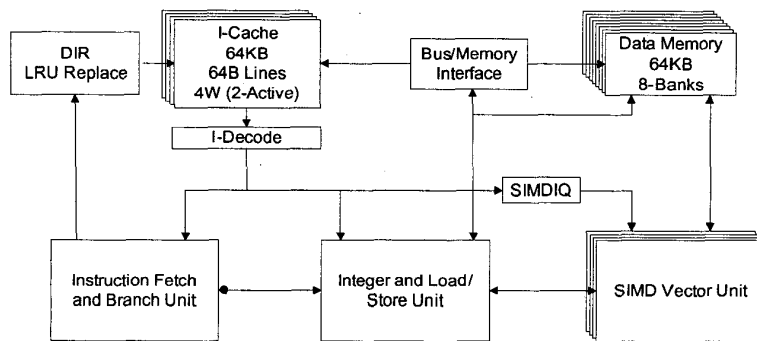 DIR
LRU Replace
I-Cache
64KB
64B Lines
4W (2-Active)
Bus/Memory
Interface
Data Memory
64KB
8-Banks
I-Decode
SIMDIQ
Instruction Fetch
and Branch Unit
Integer and Load/
Store Unit
SIMD Vector Unit